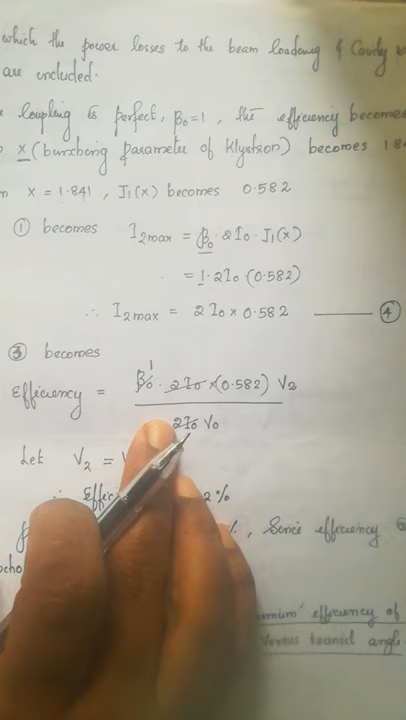 which the power losses to the beam loading & Cavity
are included.
coupling is perfect, β₀=1, the efficiency becomes
x (bunching parameter of Klystron) becomes 1.84
x = 1.841, J₁(x) becomes 0.582
① becomes I₂max = β₀.2I₀.J₁(x)
= 1.2I₀.(0.582)
∴ I₂max = 2I₀ x 0.582 ④
③ becomes
1
Efficiency = β₀.2I₀ x(0.582) V₂
2I₀ V₀
Let V₂ =
2%
%, Since efficiency
efficiency of
Versus transit angle